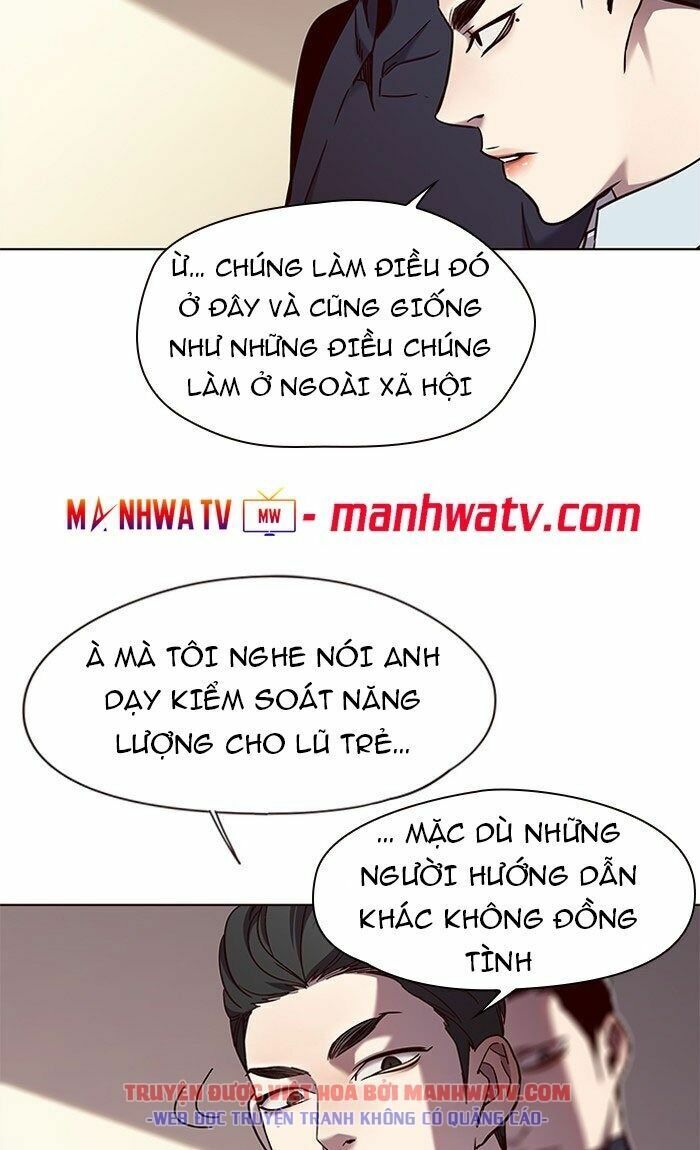 Ừ... CHÚNG LÀM ĐIỀU ĐÓ
Ở ĐÂY VÀ CŨNG GIỐNG
NHƯ NHỮNG ĐIỀU CHÚNG
LÀM Ở NGOÀI XÃ HỘI
MANHWA TV MW - manhwatv.com
À MÀ TÔI NGHE NÓI ANH
DẠY KIỂM SOÁT NĂNG
LƯỢNG CHO LŨ TRẺ...
... MẶC DÙ NHỮNG
NGƯỜI HƯỚNG DẪN
KHÁC KHÔNG ĐỒNG
TÌNH
TRUYỆN ĐƯỢC VIỆT HOÁ BỞI MANHWATV.COM
-WEB ĐỌC TRUYỆN TRANH KHÔNG CÓ QUẢNG CÁO-